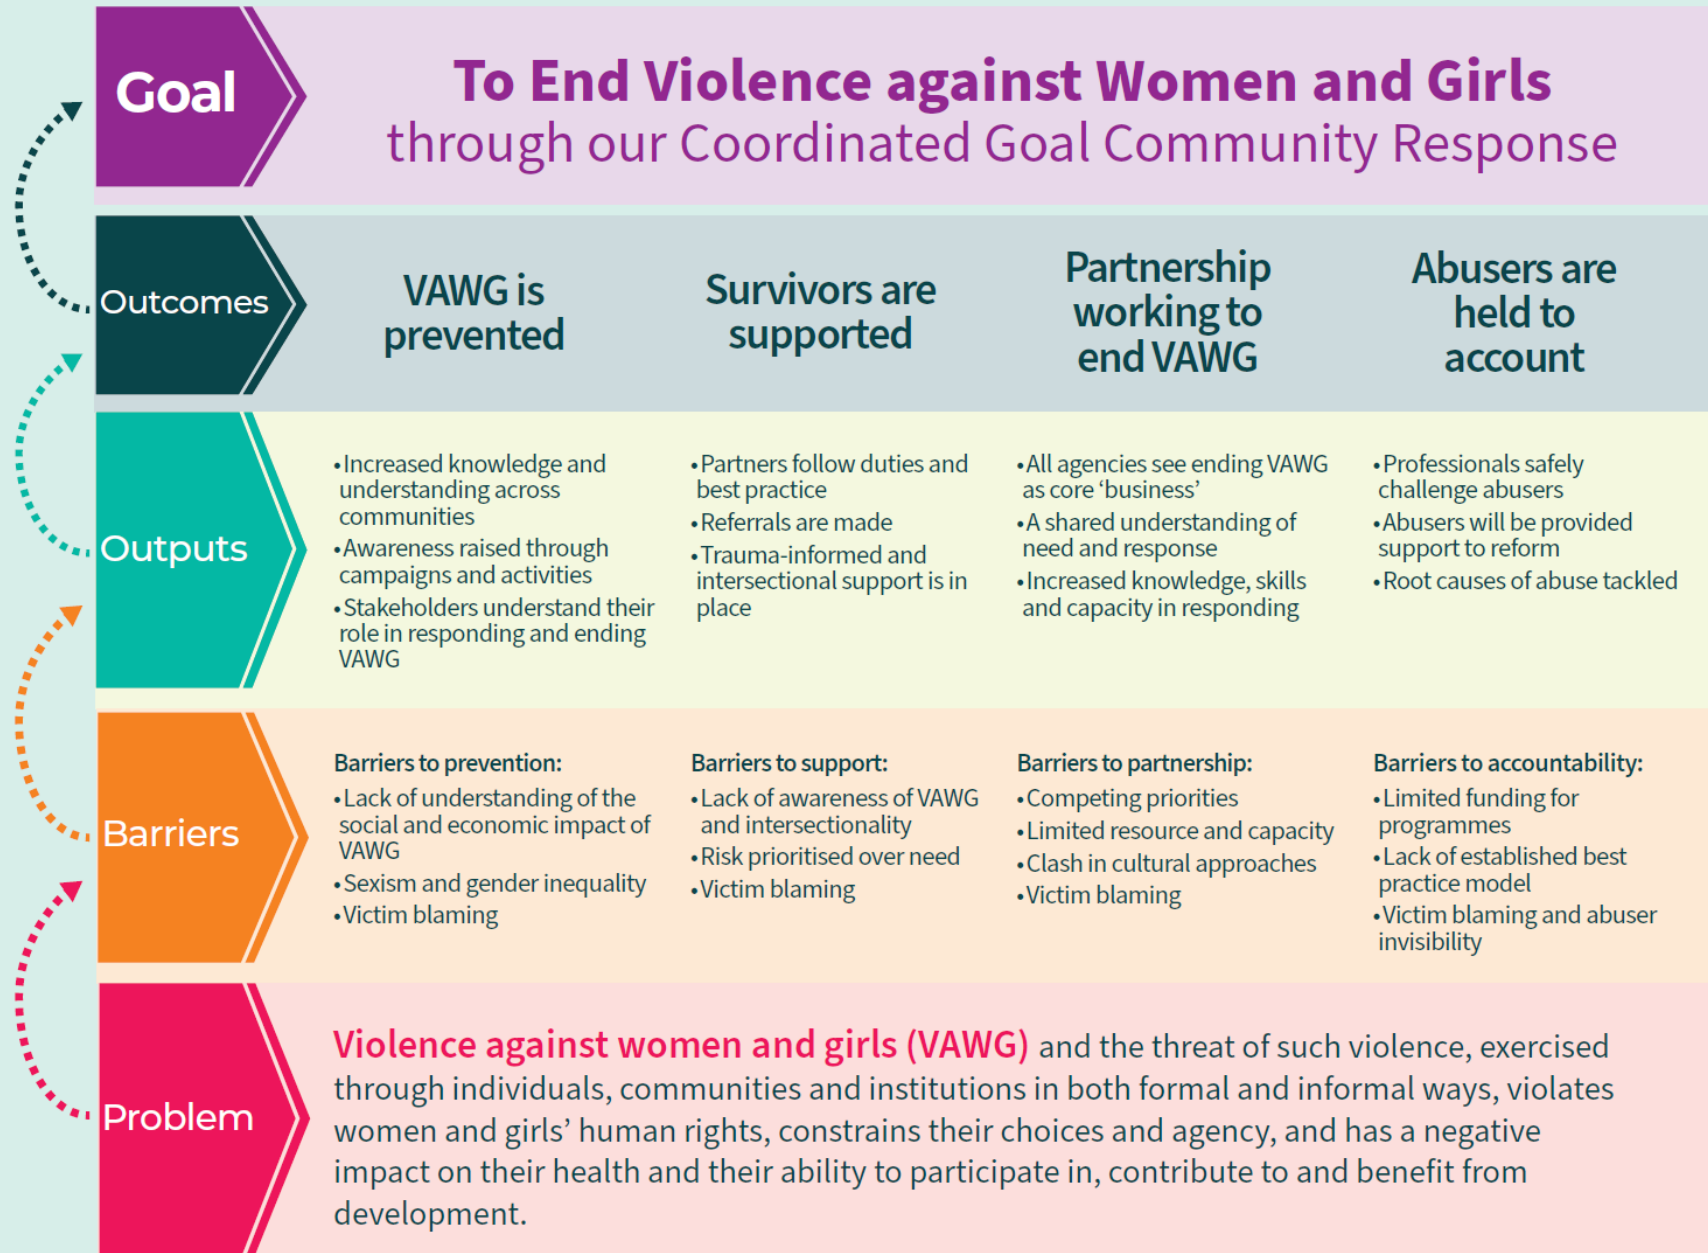 Goal
To End Violence against Women and Girls
through our Coordinated Goal Community Response
Outcomes
VAWG is
prevented
Survivors are
supported
Partnership
working to
end VAWG
Abusers are
held to
account
Outputs
•Increased knowledge and
understanding across
communities
•Awareness raised through
campaigns and activities
•Stakeholders understand their
role in responding and ending
VAWG
•Partners follow duties and
best practice
•Referrals are made
•Trauma-informed and
intersectional support is in
place
•All agencies see ending VAWG
as core ‘business’
•A shared understanding of
need and response
•Increased knowledge, skills
and capacity in responding
•Professionals safely
challenge abusers
•Abusers will be provided
support to reform
•Root causes of abuse tackled
Barriers
Barriers to prevention:
•Lack of understanding of the
social and economic impact of
VAWG
•Sexism and gender inequality
•Victim blaming
Barriers to support:
•Lack of awareness of VAWG
and intersectionality
•Risk prioritised over need
•Victim blaming
Barriers to partnership:
•Competing priorities
•Limited resource and capacity
•Clash in cultural approaches
•Victim blaming
Barriers to accountability:
•Limited funding for
programmes
•Lack of established best
practice model
•Victim blaming and abuser
invisibility
Problem
Violence against women and girls (VAWG) and the threat of such violence, exercised
through individuals, communities and institutions in both formal and informal ways, violates
women and girls’ human rights, constrains their choices and agency, and has a negative
impact on their health and their ability to participate in, contribute to and benefit from
development.